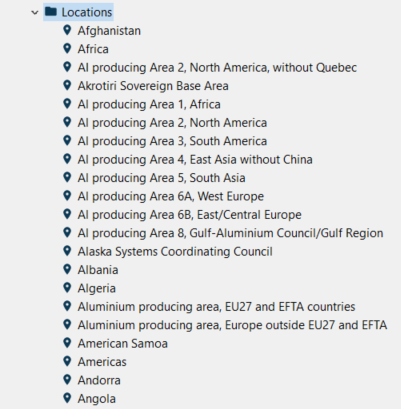 Locations
Afghanistan
Africa
Al producing Area 2, North America, without Quebec
Akrotiri Sovereign Base Area
Al producing Area 1, Africa
Al producing Area 2, North America
Al producing Area 3, South America
Al producing Area 4, East Asia without China
Al producing Area 5, South Asia
Al producing Area 6A, West Europe
Al producing Area 6B, East/Central Europe
Al producing Area 8, Gulf-Aluminium Council/Gulf Region
Alaska Systems Coordinating Council
Albania
Algeria
Aluminium producing area, EU27 and EFTA countries
Aluminium producing area, Europe outside EU27 and EFTA
American Samoa
Americas
Andorra
Angola